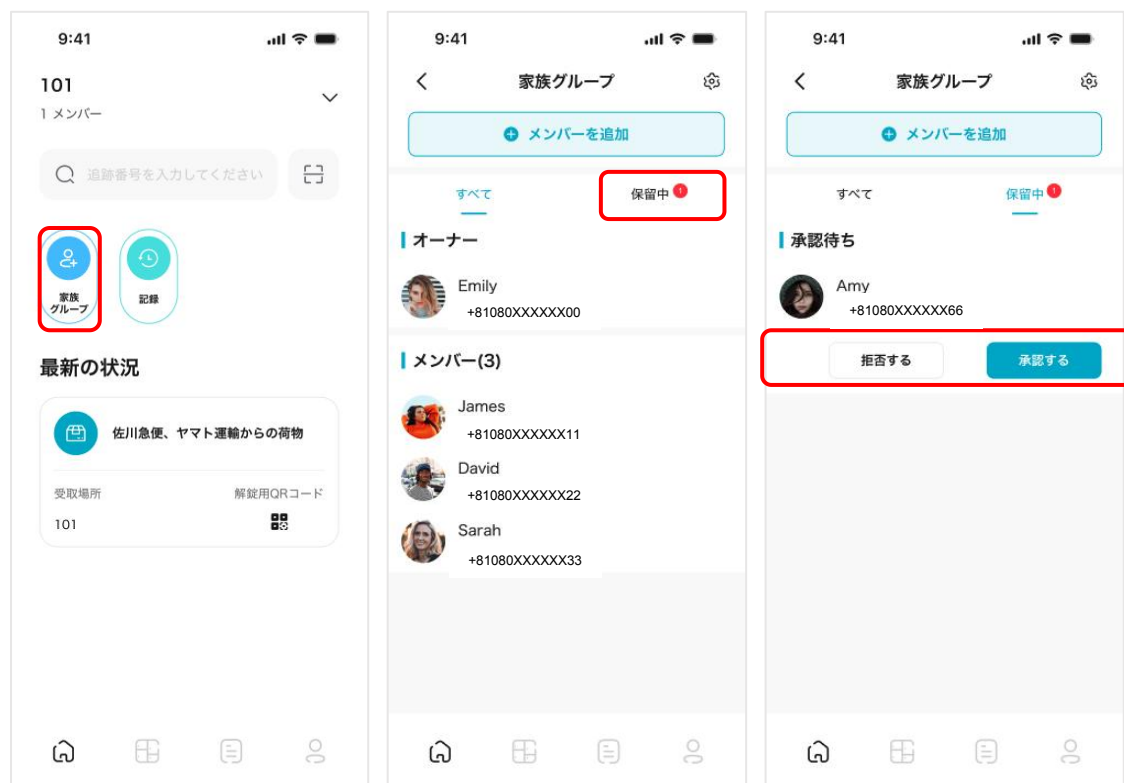 9:41
101
1 メンバー
追跡番号を入力してください
家族
グループ
記録
最新の状況
佐川急便、ヤマト運輸からの荷物
受取場所
解錠用QRコード
101
9:41
家族グループ
メンバーを追加
すべて
保留中 1
オーナー
Emily
+81080XXXXXX00
メンバー(3)
James
+81080XXXXXX11
David
+81080XXXXXX22
Sarah
+81080XXXXXX33
9:41
家族グループ
メンバーを追加
すべて
保留中 1
承認待ち
Amy
+81080XXXXXX66
拒否する
承認する